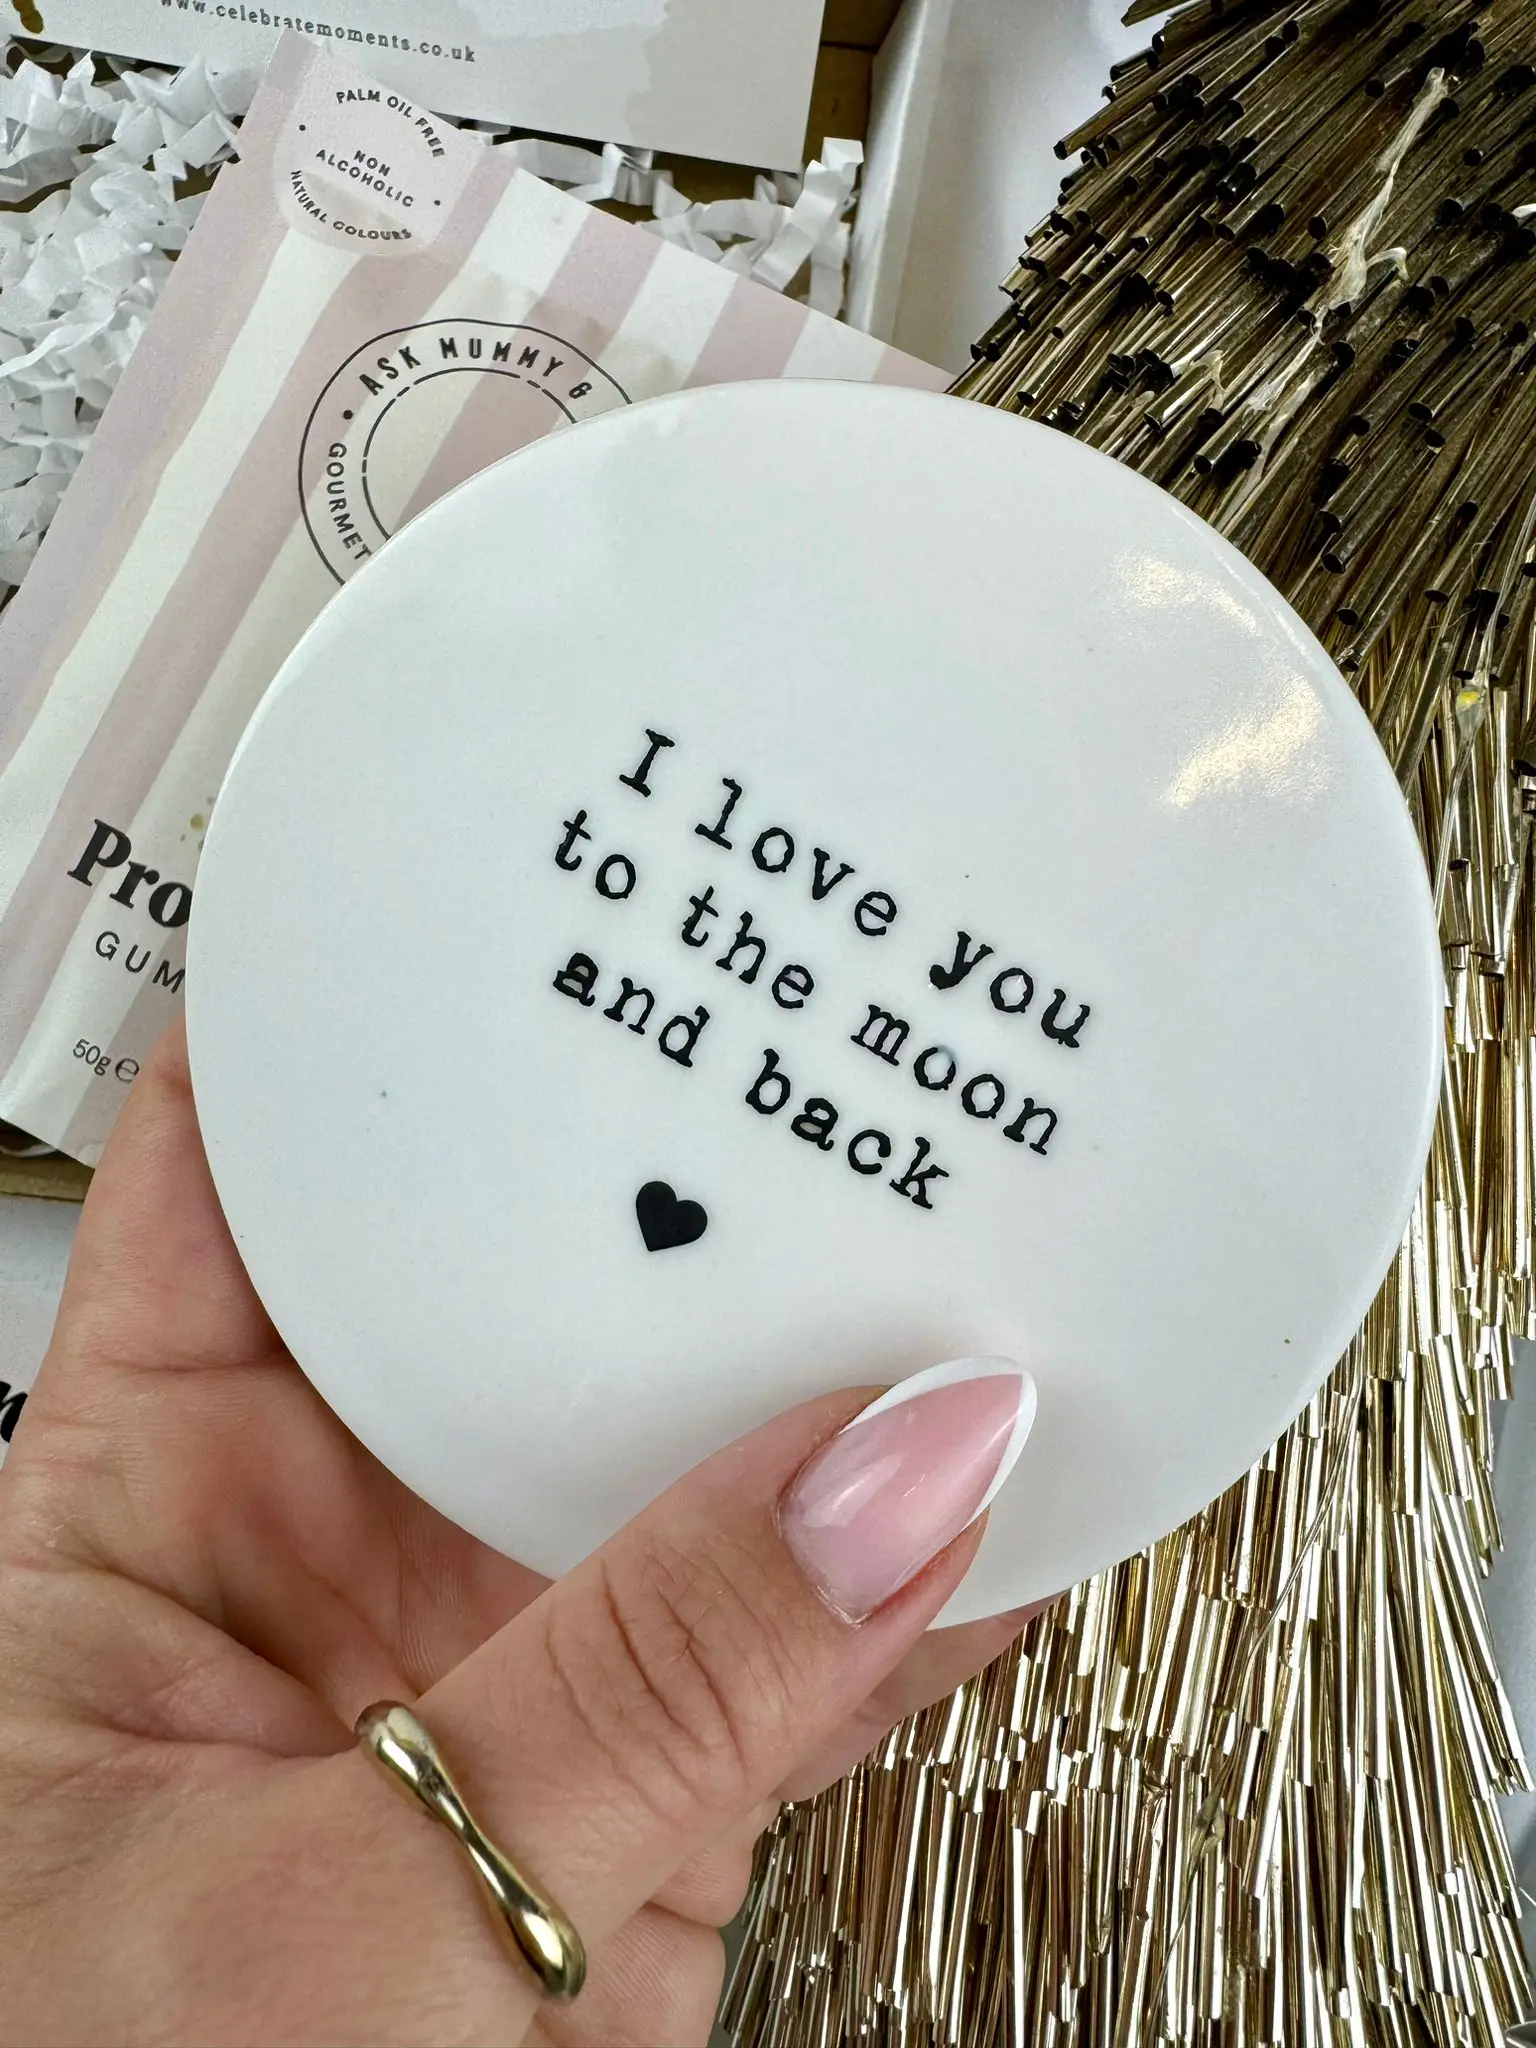 www.celebratemoments.co.uk
PALM OIL FREE
NON
ALCOHOLIC
NATURAL COLOURS
ASK MUMMY &
GOURMET
Pro
GUM
50g ℮
I love you
to the moon
and back